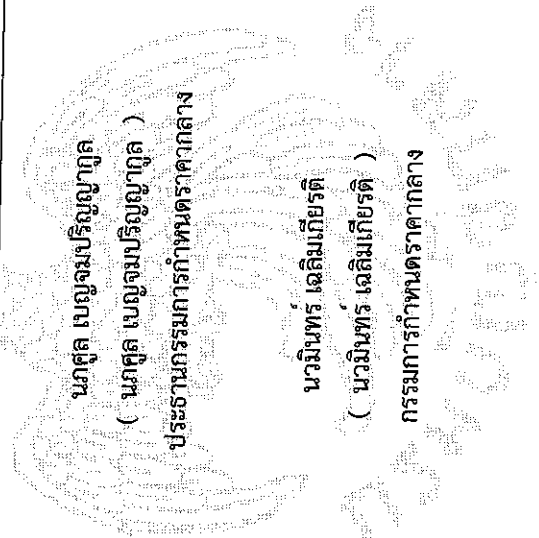 นภศูล เบญจมปริญญากูล
( นภศูล เบญจมปริญญากูล )
ประธานกรรมการกำหนดราคากลาง
นวมินทร์ เฉลิมเกียรติ
( นวมินทร์ เฉลิมเกียรติ )
กรรมการกำหนดราคากลาง